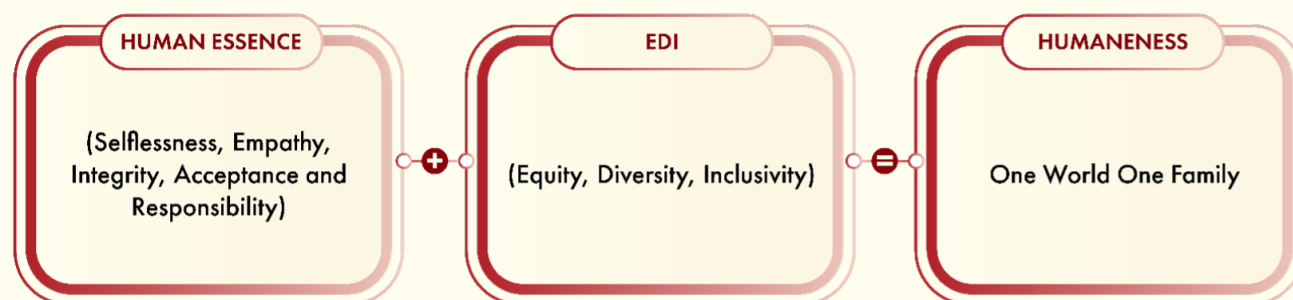 HUMAN ESSENCE
(Selflessness, Empathy,
Integrity, Acceptance and
Responsibility)
+
EDI
(Equity, Diversity, Inclusivity)
=
HUMANENESS
One World One Family